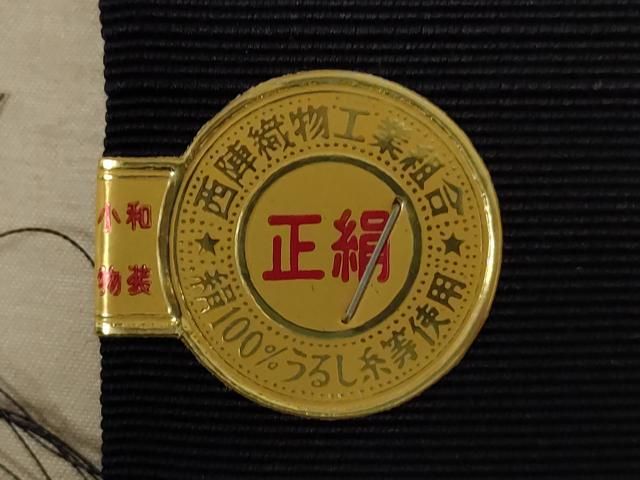 西陣織物工業組合
正絹
絹100%うるし糸等使用
和装
小物